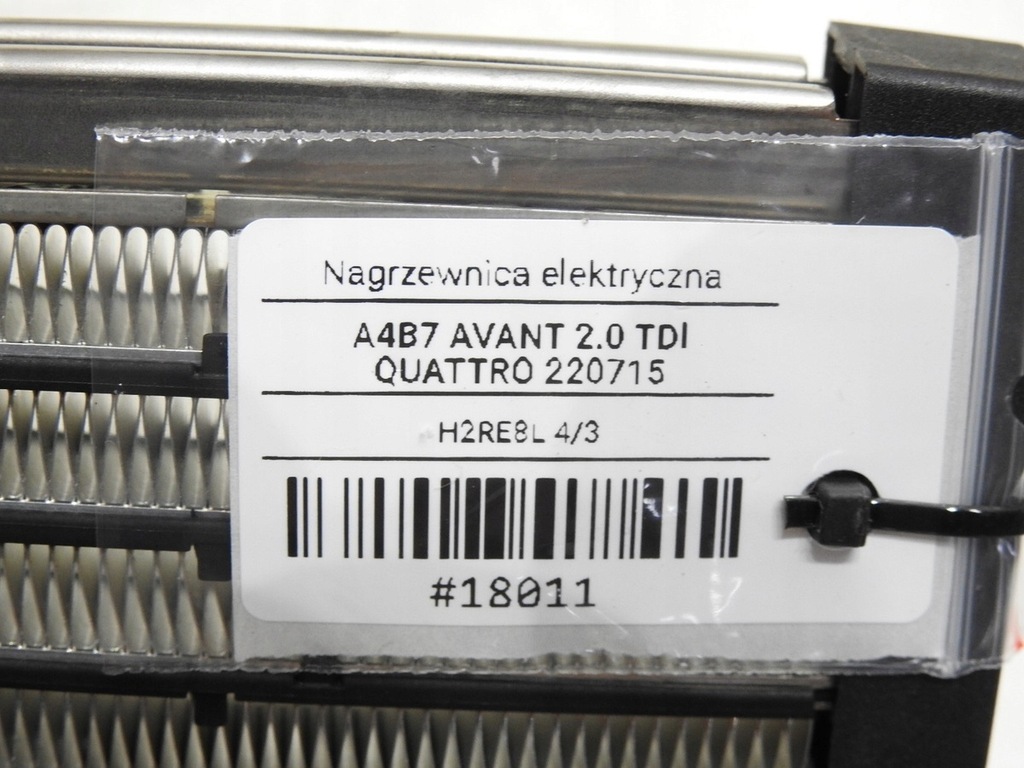 Nagrzewnica elektryczna
A4B7 AVANT 2.0 TDI
QUATTRO 220715
H2RE8L 4/3
#18011